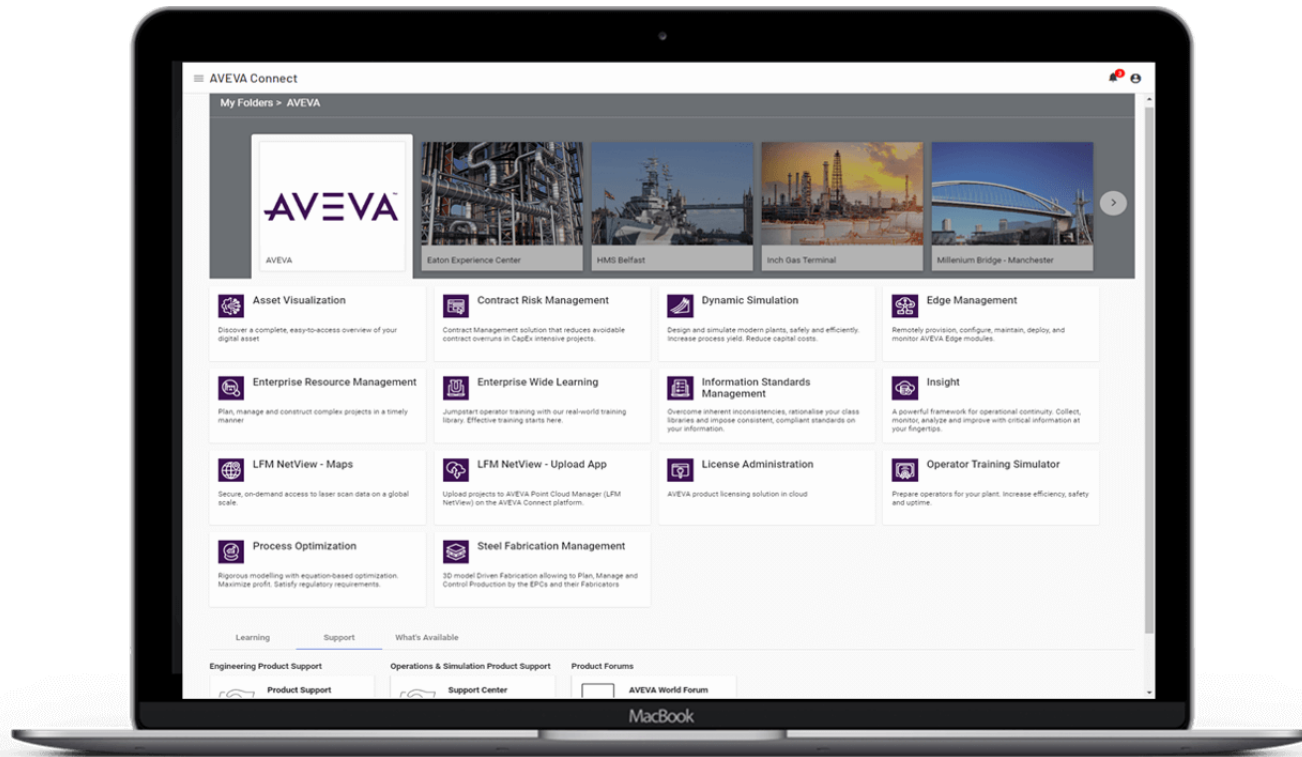 AVEVA Connect
3
My Folders > AVEVA
AVEVA™
AVEVA
Eaton Experience Center
HMS Belfast
Inch Gas Terminal
Millenium Bridge - Manchester
Asset Visualization
Discover a complete, easy-to-access overview of your
digital asset
Contract Risk Management
Contract Management solution that reduces avoidable
contract overruns in CapEx intensive projects.
Dynamic Simulation
Design and simulate modern plants, safely and efficiently.
Increase process yield. Reduce capital costs.
Edge Management
Remotely provision, configure, maintain, deploy, and
monitor AVEVA Edge modules.
Enterprise Resource Management
Plan, manage and construct complex projects in a timely
manner
Enterprise Wide Learning
Jumpstart operator training with our real-world training
library. Effective training starts here.
Information Standards
Management
Overcome inherent inconsistencies, rationalise your class
libraries and impose consistent, compliant standards on
your information.
Insight
A powerful framework for operational continuity. Collect,
monitor, analyze and improve with critical information at
your fingertips.
LFM NetView - Maps
Secure, on-demand access to laser scan data on a global
scale.
LFM NetView - Upload App
Upload projects to AVEVA Point Cloud Manager (LFM
NetView) on the AVEVA Connect platform.
License Administration
AVEVA product licensing solution in cloud
Operator Training Simulator
Prepare operators for your plant. Increase efficiency, safety
and uptime.
Process Optimization
Rigorous modelling with equation-based optimization.
Maximize profit. Satisfy regulatory requirements.
Steel Fabrication Management
3D model Driven Fabrication allowing to Plan, Manage and
Control Production by the EPCs and their Fabricators
Learning
Support
What's Available
Engineering Product Support
Operations & Simulation Product Support
Product Forums
Product Support
Support Center
AVEVA World Forum
MacBook